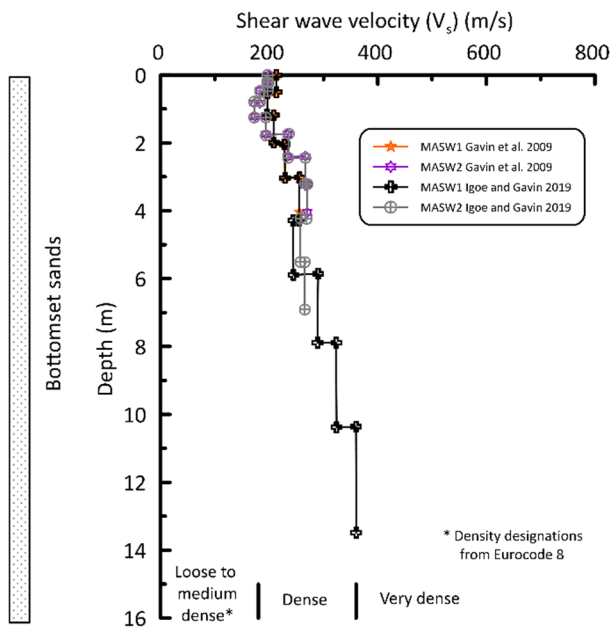 Shear wave velocity (Vs) (m/s)
0 200 400 600 800
0
2
4
6
8
10
12
14
16
Depth (m)
Bottomset sands
MASW1 Gavin et al. 2009
MASW2 Gavin et al. 2009
MASW1 Igoe and Gavin 2019
MASW2 Igoe and Gavin 2019
* Density designations
from Eurocode 8
Loose to
medium
dense*
Dense
Very dense